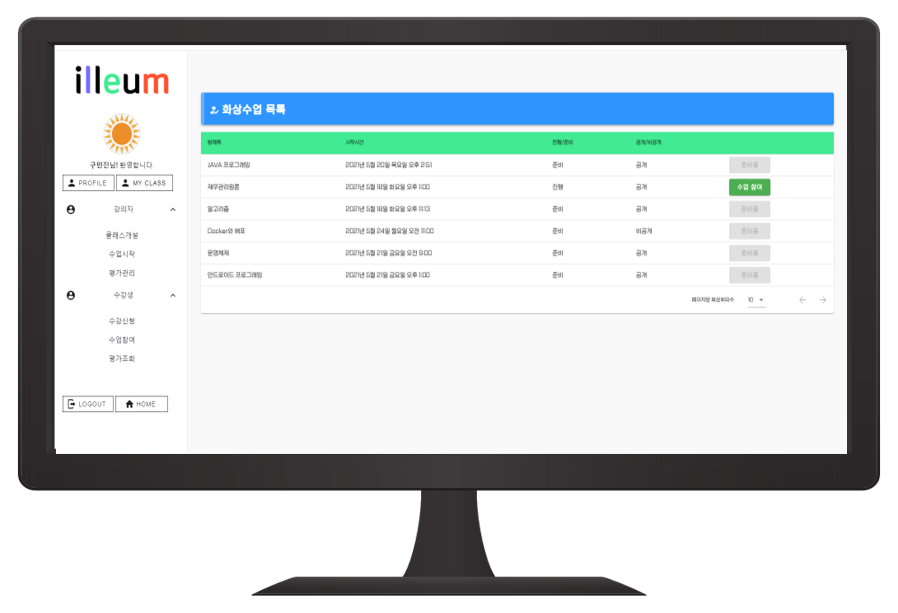 illeum
구민진님! 환영합니다
PROFILE
MY CLASS
강의자
클래스개설
수업시작
평가관리
수강생
수강신청
수업참여
평가조회
LOGOUT
HOME
화상수업 목록
방제목 시작시간 진행/준비 공개/비공개
JAVA 프로그래밍 2021년 5월 20일 목요일 오후 2:51 준비 공개 준비중
재무관리원론 2021년 5월 18일 화요일 오후 1:00 진행 공개 수업 참여
알고리즘 2021년 5월 18일 화요일 오후 11:13 준비 공개 준비중
Docker와 배포 2021년 5월 24일 월요일 오전 11:00 준비 비공개 준비중
운영체제 2021년 5월 21일 금요일 오전 9:00 준비 공개 준비중
안드로이드 프로그래밍 2021년 5월 21일 금요일 오후 1:00 준비 공개 준비중
페이지당 화상회의수 10